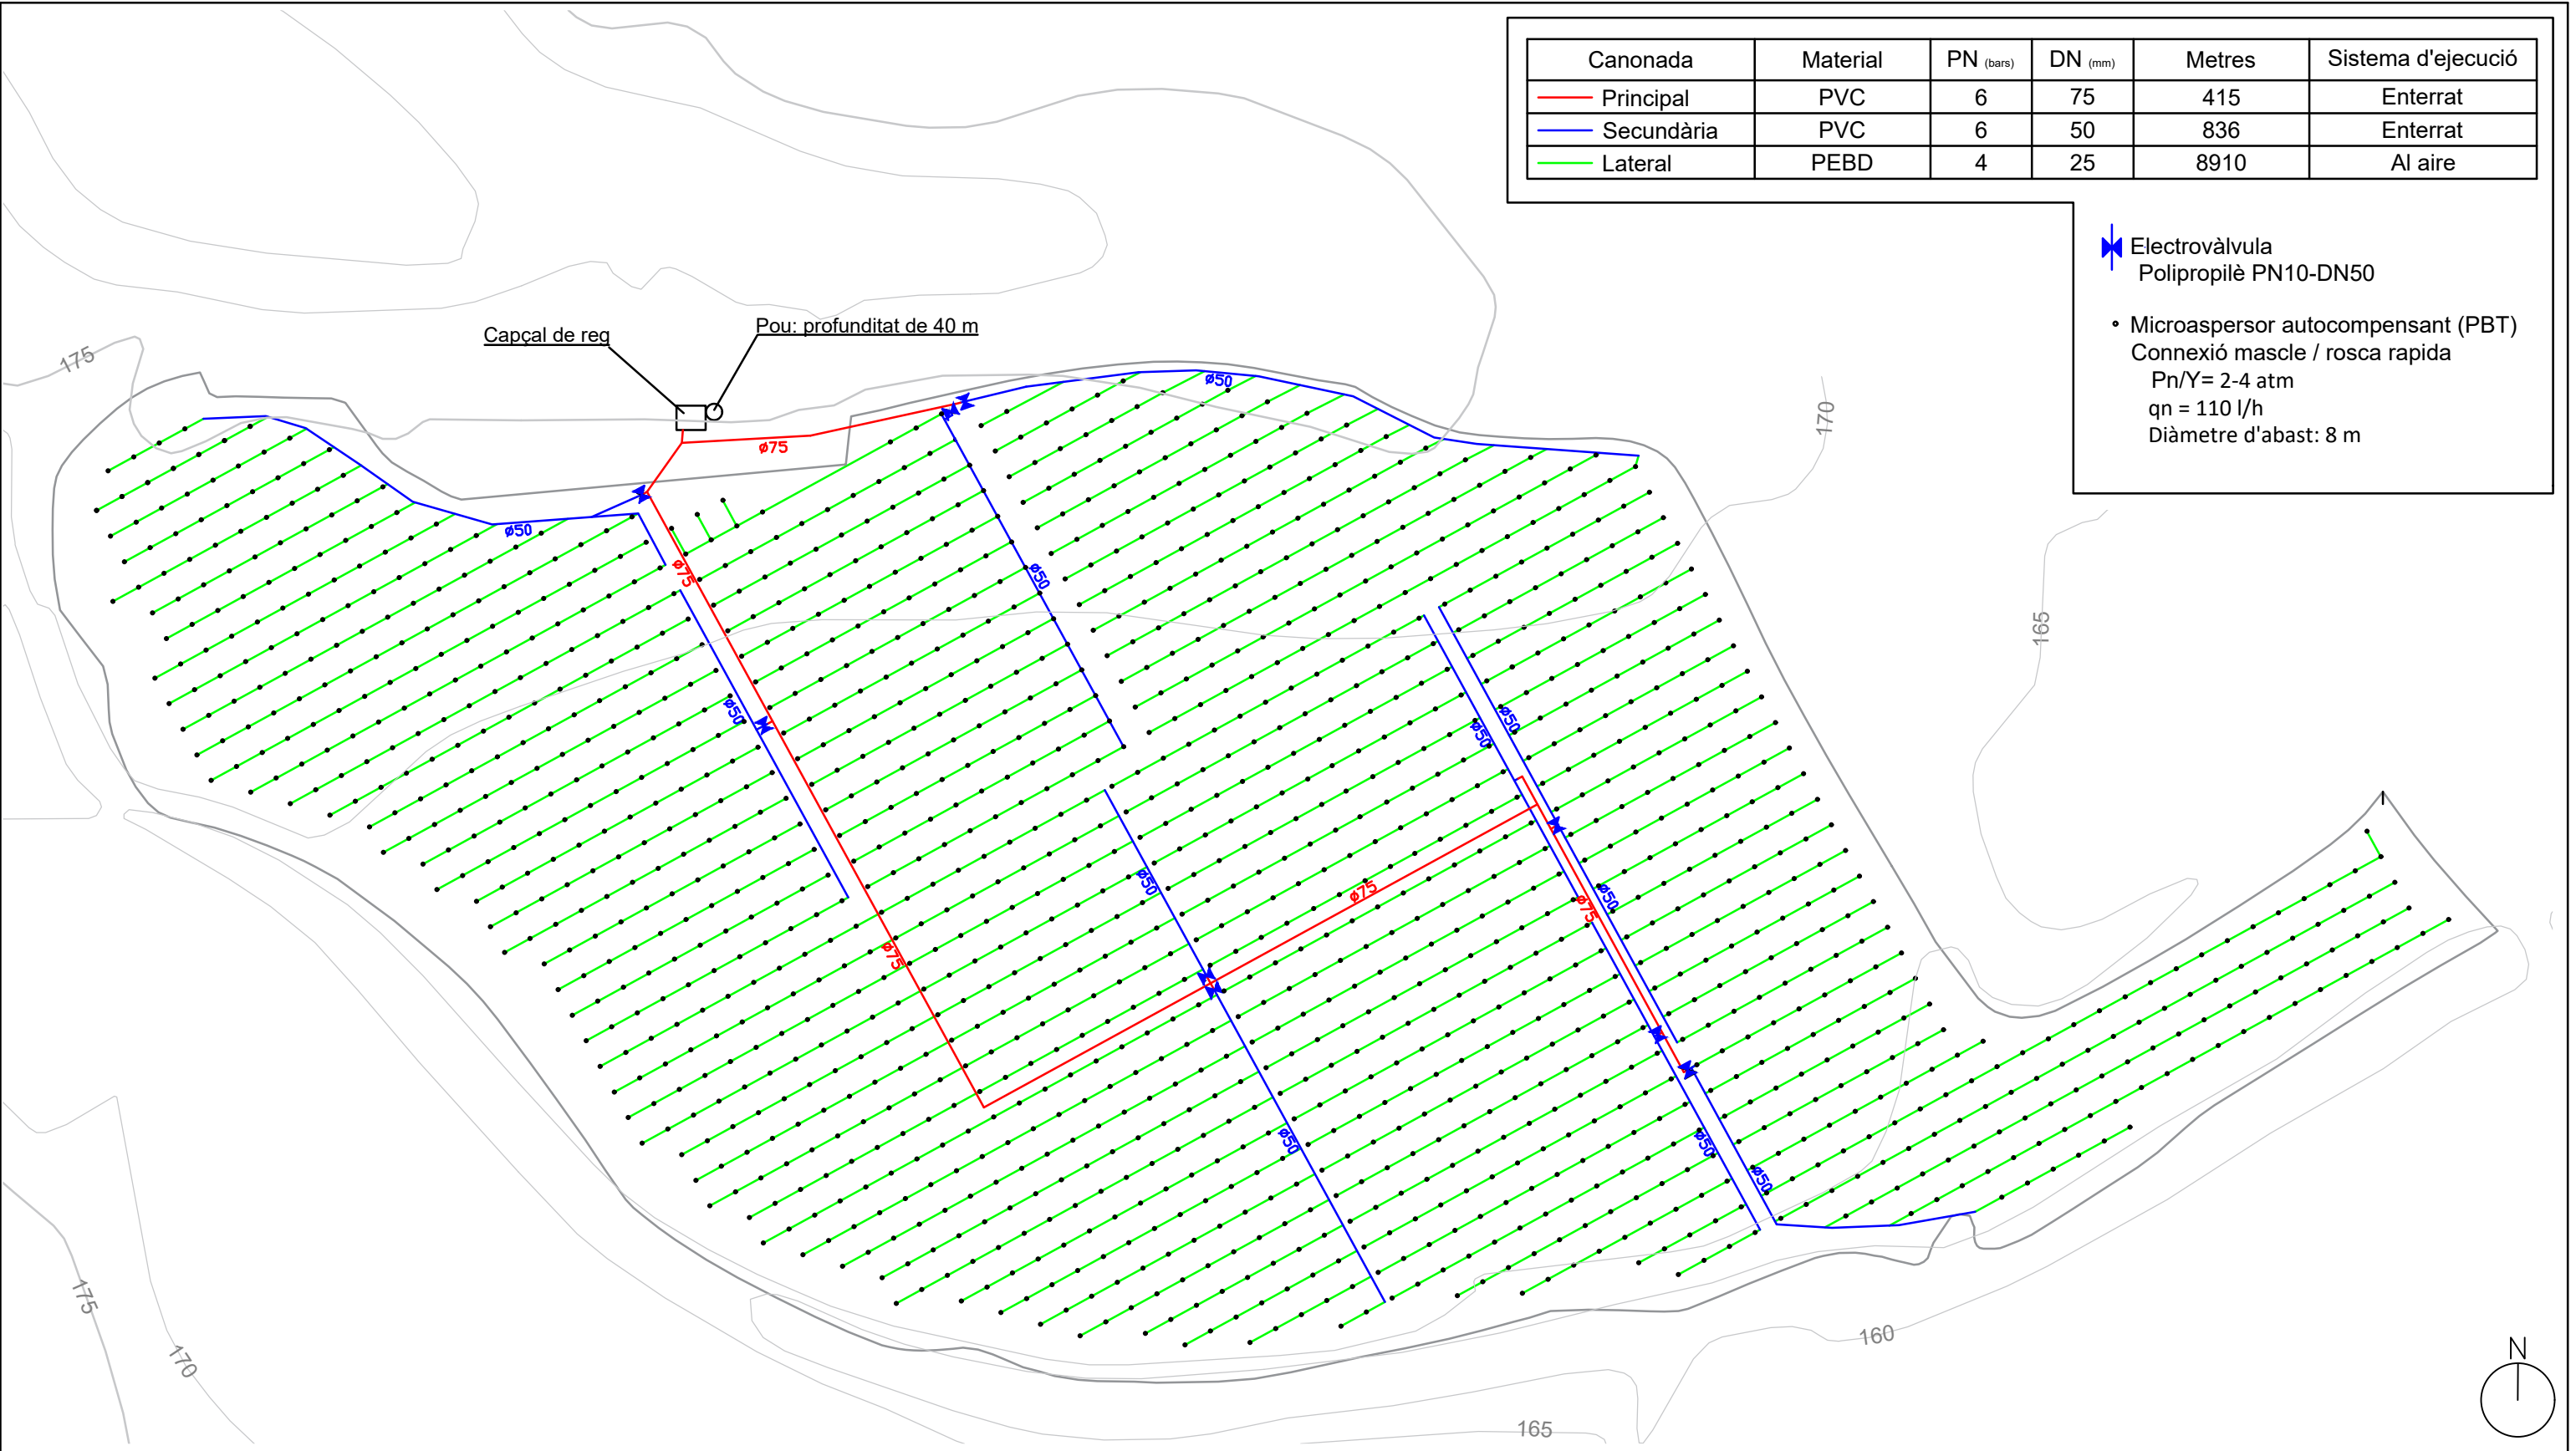 Canonada Material PN (bars) DN (mm) Metres Sistema d'ejecució
Principal PVC 6 75 415 Enterrat
Secundària PVC 6 50 836 Enterrat
Lateral PEBD 4 25 8910 Al aire
Electrovàlvula
Polipropilè PN10-DN50
Microaspersor autocompensant (PBT)
Connexió mascle / rosca rapida
Pn/Y= 2-4 atm
qn = 110 l/h
Diàmetre d'abast: 8 m
Capçal de reg
Pou: profunditat de 40 m
175
170
165
ø50
ø75
ø50
ø75
ø50
ø50
ø50
ø50
ø50
ø75
ø75
ø50
ø75
ø50
ø50
ø50
175
170
160
165
N